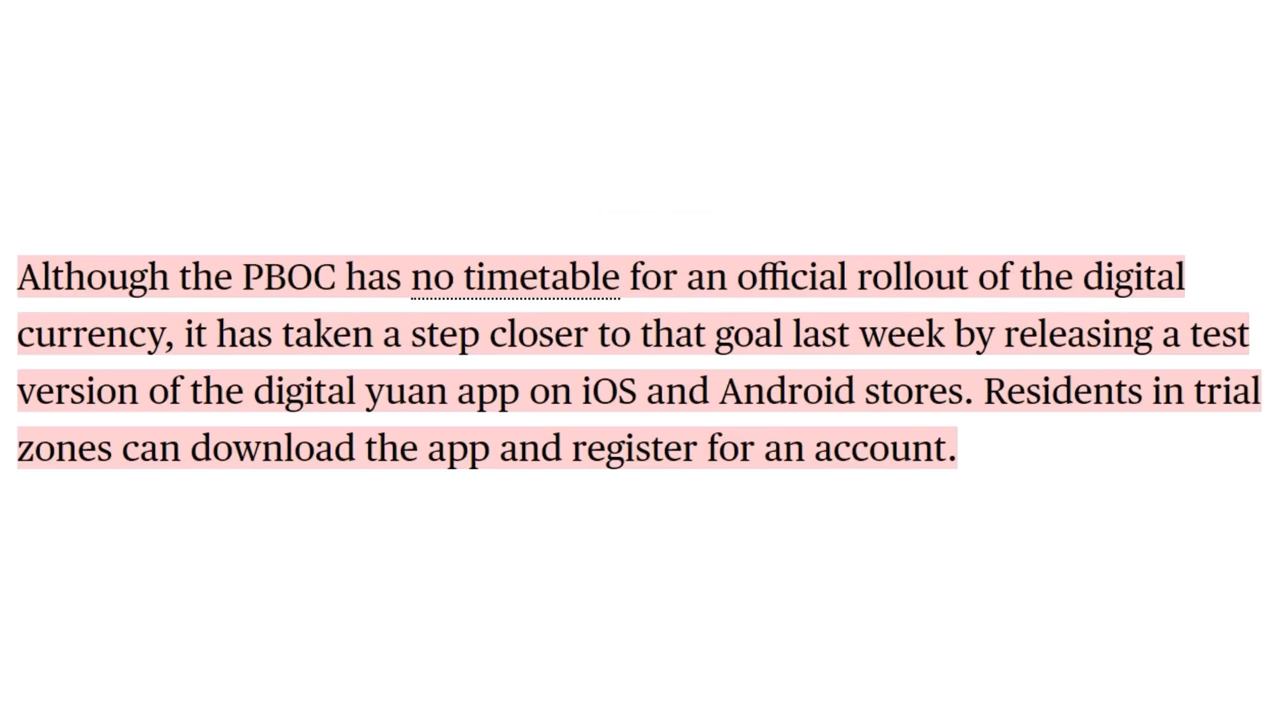 Although the PBOC has no timetable for an official rollout of the digital
currency, it has taken a step closer to that goal last week by releasing a test
version of the digital yuan app on iOS and Android stores. Residents in trial
zones can download the app and register for an account.